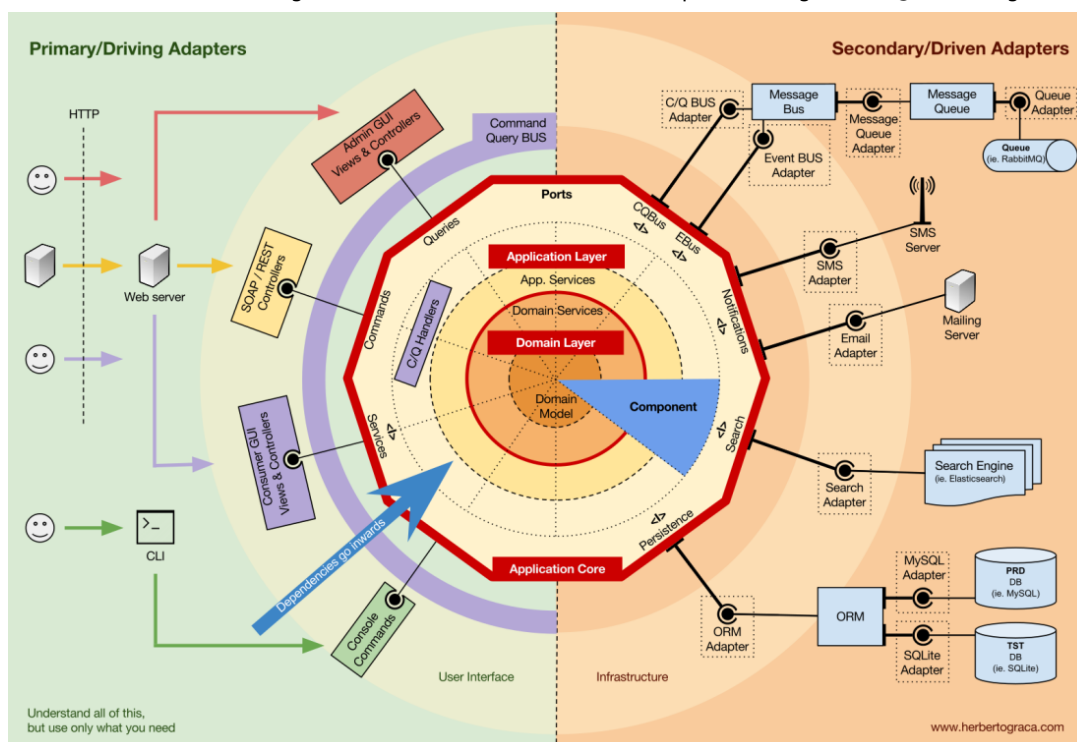 Primary/Driving Adapters
Secondary/Driven Adapters
HTTP
Web server
CLI
Admin GUI
Views & Controllers
SOAP / REST
Controllers
Consumer GUI
Views & Controllers
Console
Commands
Command
Query BUS
Ports
Queries
Commands
Services
</>
C/Q Handlers
Application Layer
App. Services
Domain Services
Domain Layer
Domain
Model
Component
Application Core
Dependencies go inwards
CQBus
</>
EBus
</>
Notifications
</>
Search
</>
Persistence
</>
C/Q BUS
Adapter
Message
Bus
Event BUS
Adapter
Message
Queue
Adapter
Message
Queue
Queue
Adapter
Queue
(ie. RabbitMQ)
SMS
Adapter
SMS
Server
Email
Adapter
Mailing
Server
Search
Adapter
Search Engine
(ie. Elasticsearch)
ORM
Adapter
ORM
MySQL
Adapter
PRD
DB
(ie. MySQL)
SQLite
Adapter
TST
DB
(ie. SQLite)
User Interface
Infrastructure
Understand all of this,
but use only what you need
www.herbertograca.com